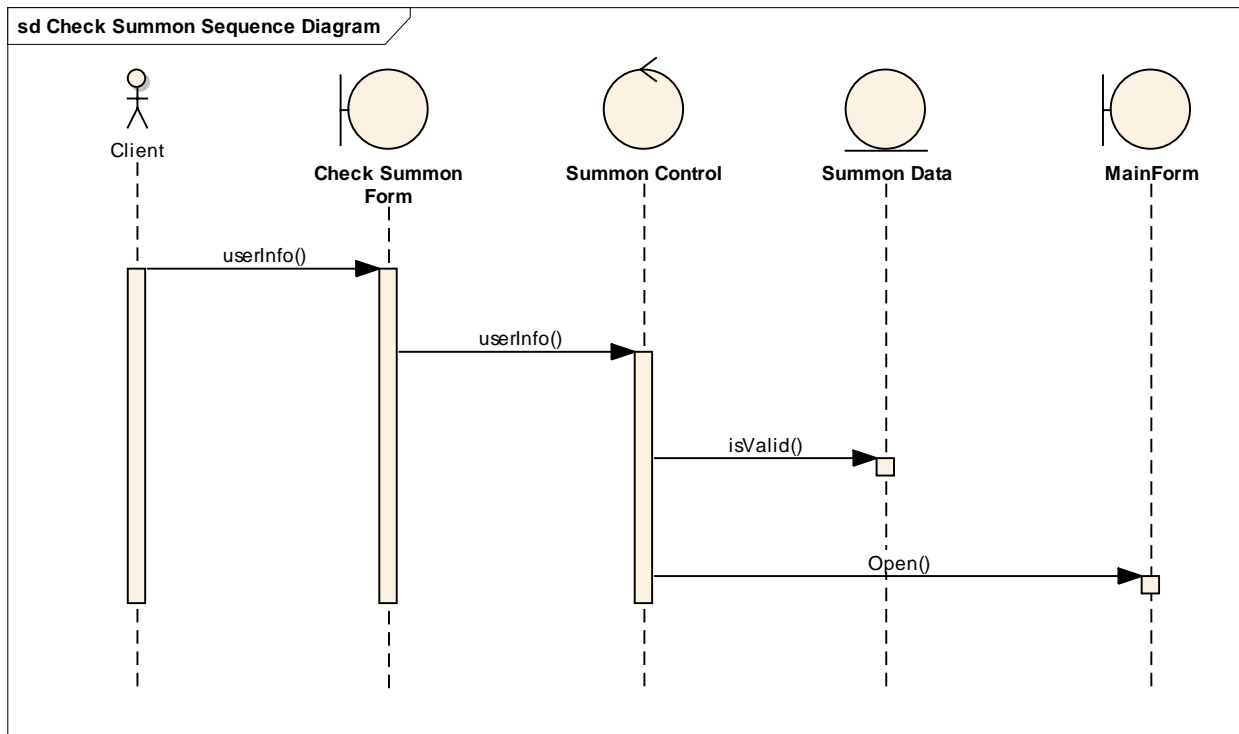 sd Check Summon Sequence Diagram
Client
Check Summon
Form
Summon Control
Summon Data
MainForm
userInfo()
userInfo()
isValid()
Open()